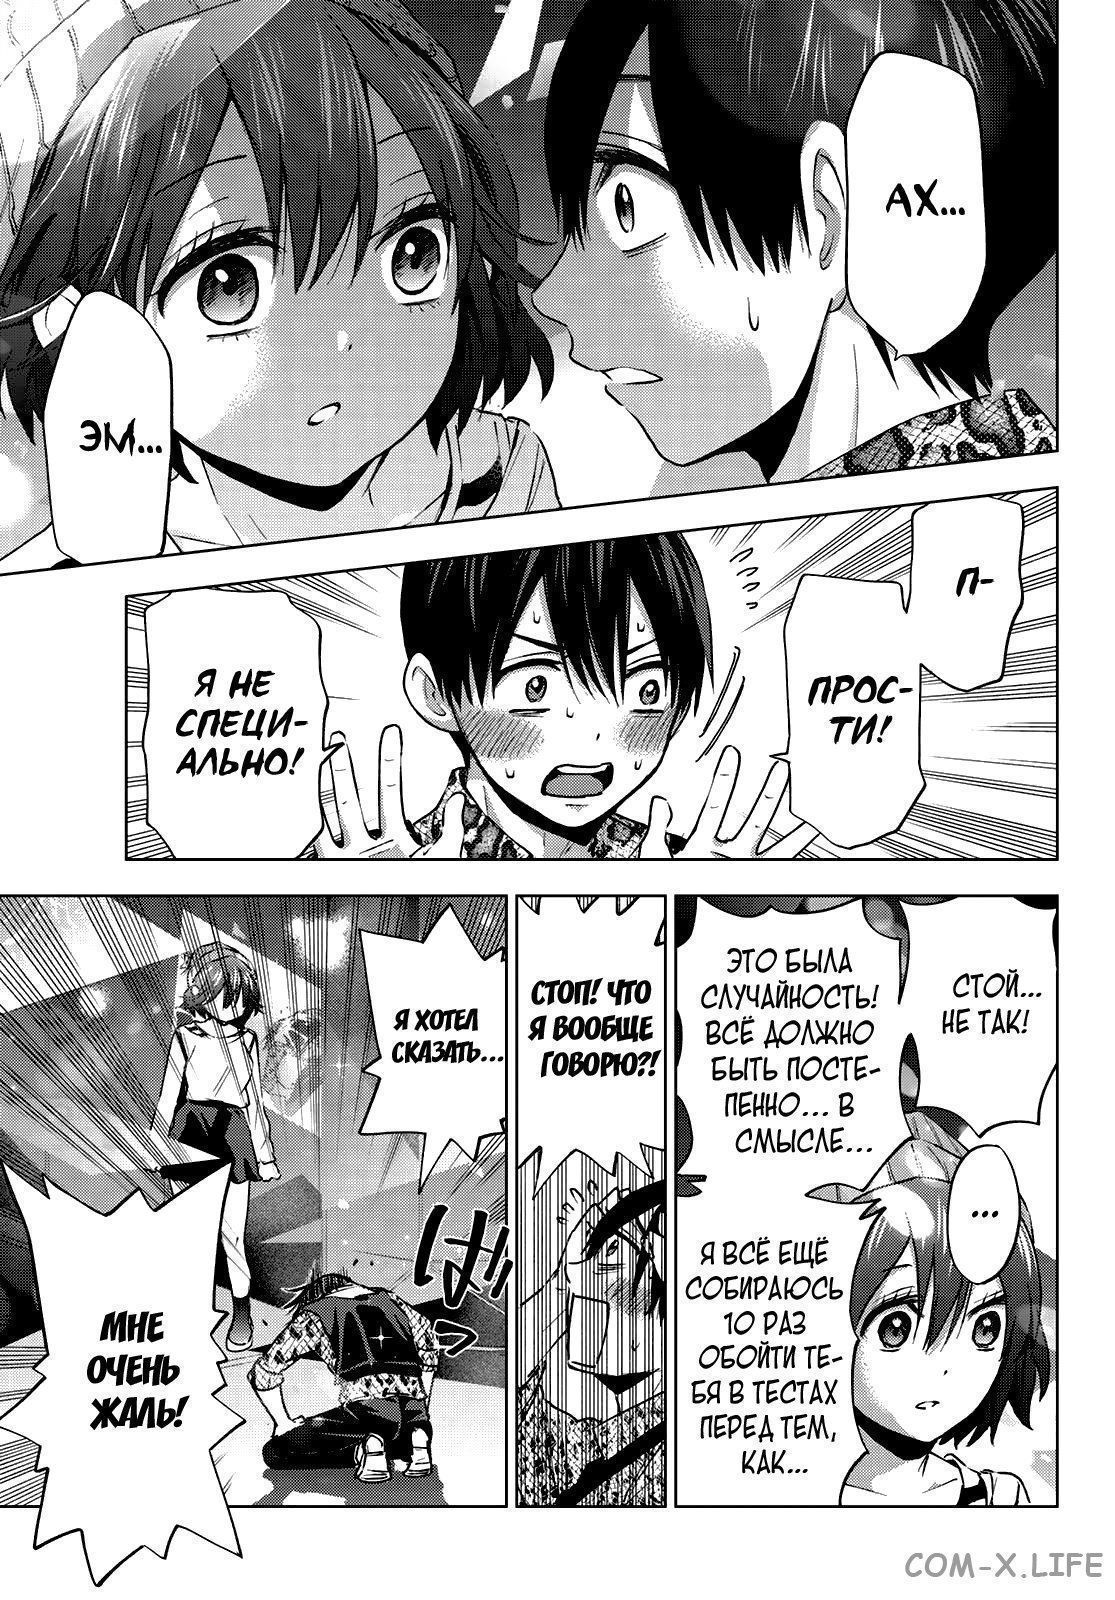 АХ...
ЭМ...
П-
ПРОС-
ТИ!
Я НЕ
СПЕЦИ-
АЛЬНО!
СТОЙ...
НЕ ТАК!
ЭТО БЫЛА
СЛУЧАЙНОСТЬ!
ВСЁ ДОЛЖНО
БЫТЬ ПОСТЕ-
ПЕННО... В
СМЫСЛЕ...
...
Я ВСЁ ЕЩЁ
СОБИРАЮСЬ
10 РАЗ
ОБОЙТИ ТЕ-
БЯ В ТЕСТАХ
ПЕРЕД ТЕМ,
КАК...
СТОП! ЧТО
Я ВООБЩЕ
ГОВОРЮ?!
Я ХОТЕЛ
СКАЗАТЬ...
ばっ
МНЕ
ОЧЕНЬ
ЖАЛЬ!
COM-X.LIFE